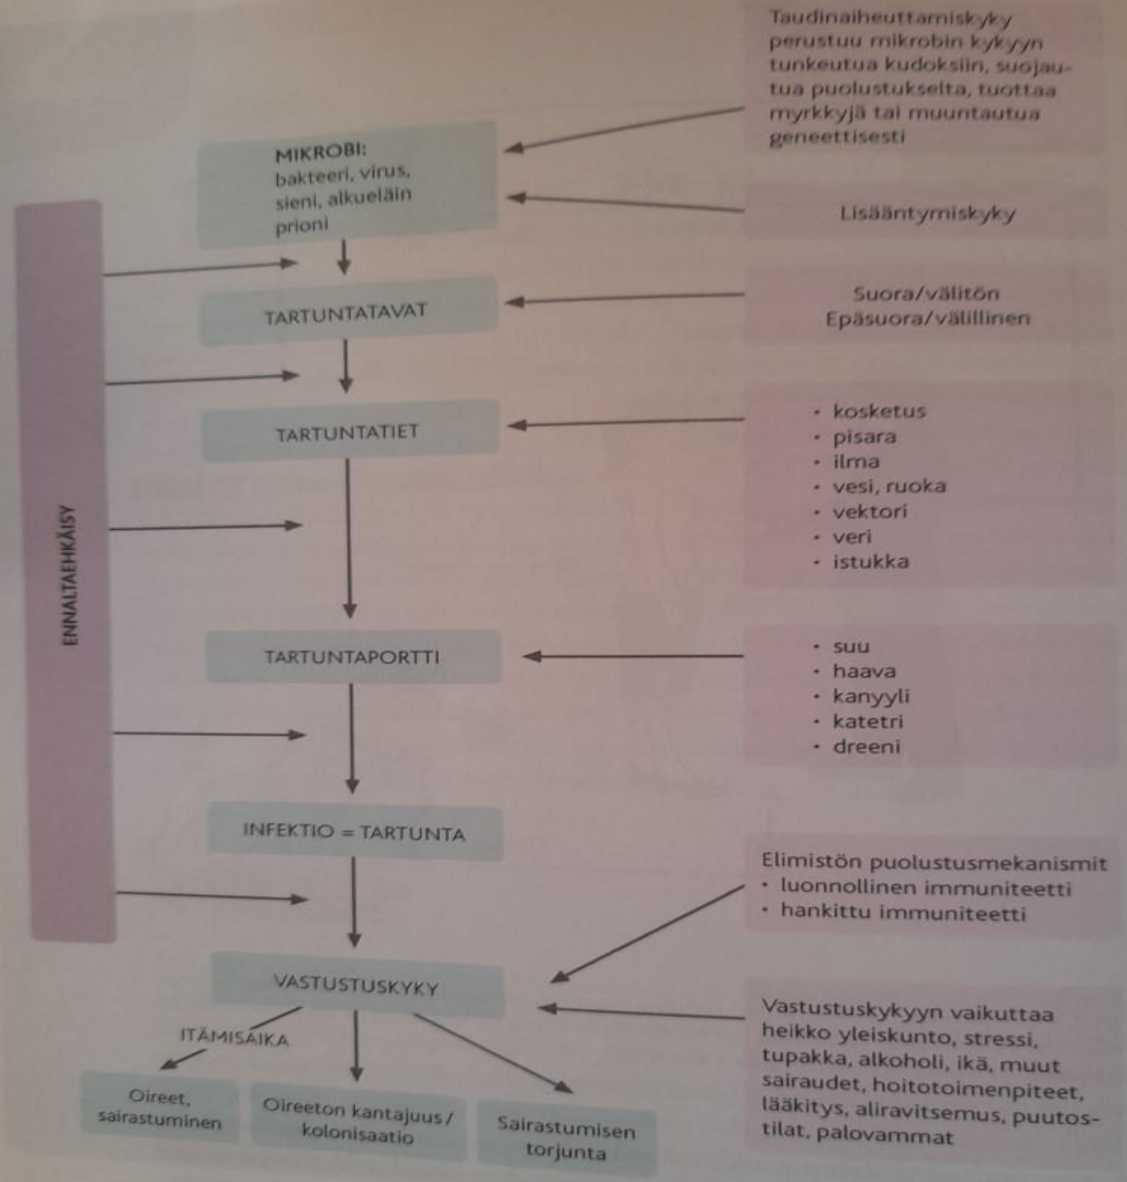 Taudinaiheuttamiskyky
perustuu mikrobin kykyyn
tunkeutua kudoksiin, suojau-
tua puolustukselta, tuottaa
myrkkyjä tai muuntautua
geneettisesti
MIKROBI:
bakteeri, virus,
sieni, alkueläin
prioni
Lisääntymiskyky
TARTUNTATAVAT
Suora/välitön
Epäsuora/välillinen
TARTUNTATIET
• kosketus
• pisara
• ilma
• vesi, ruoka
• vektori
• veri
• istukka
ENNALTAEHKÄISY
TARTUNTAPORTTI
• suu
• haava
• kanyyli
• katetri
• dreeni
INFEKTIO = TARTUNTA
Elimistön puolustusmekanismit
• luonnollinen immuniteetti
• hankittu immuniteetti
VASTUSTUSKYKY
Vastustuskykyyn vaikuttaa
heikko yleiskunto, stressi,
tupakka, alkoholi, ikä, muut
sairaudet, hoitotoimenpiteet,
lääkitys, aliravitsemus, puutos-
tilat, palovammat
ITÄMISAIKA
Oireet,
sairastuminen
Oireeton kantajuus/
kolonisaatio
Sairastumisen
torjunta